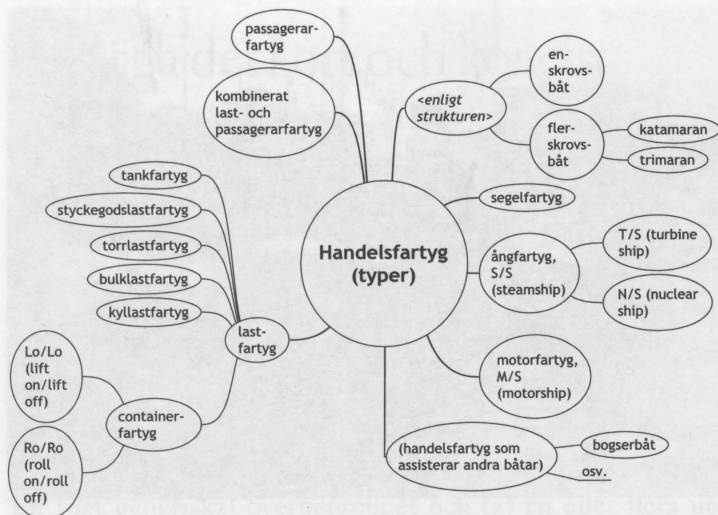 passagerar-
fartyg
kombinerat
last- och
passagerarfartyg
<enligt
strukturen>
en-
skrovs-
båt
fler-
skrovs-
båt
katamaran
trimaran
tankfartyg
styckegodslastfartyg
torrlastfartyg
bulklastfartyg
kyllastfartyg
last-
fartyg
Lo/Lo
(lift
on/lift
off)
container-
fartyg
Ro/Ro
(roll
on/roll
off)
Handelsfartyg
(typer)
segelfartyg
ångfartyg,
S/S
(steamship)
T/S (turbine
ship)
N/S (nuclear
ship)
motorfartyg,
M/S
(motorship)
(handelsfartyg som
assisterar andra båtar)
bogserbåt
osv.